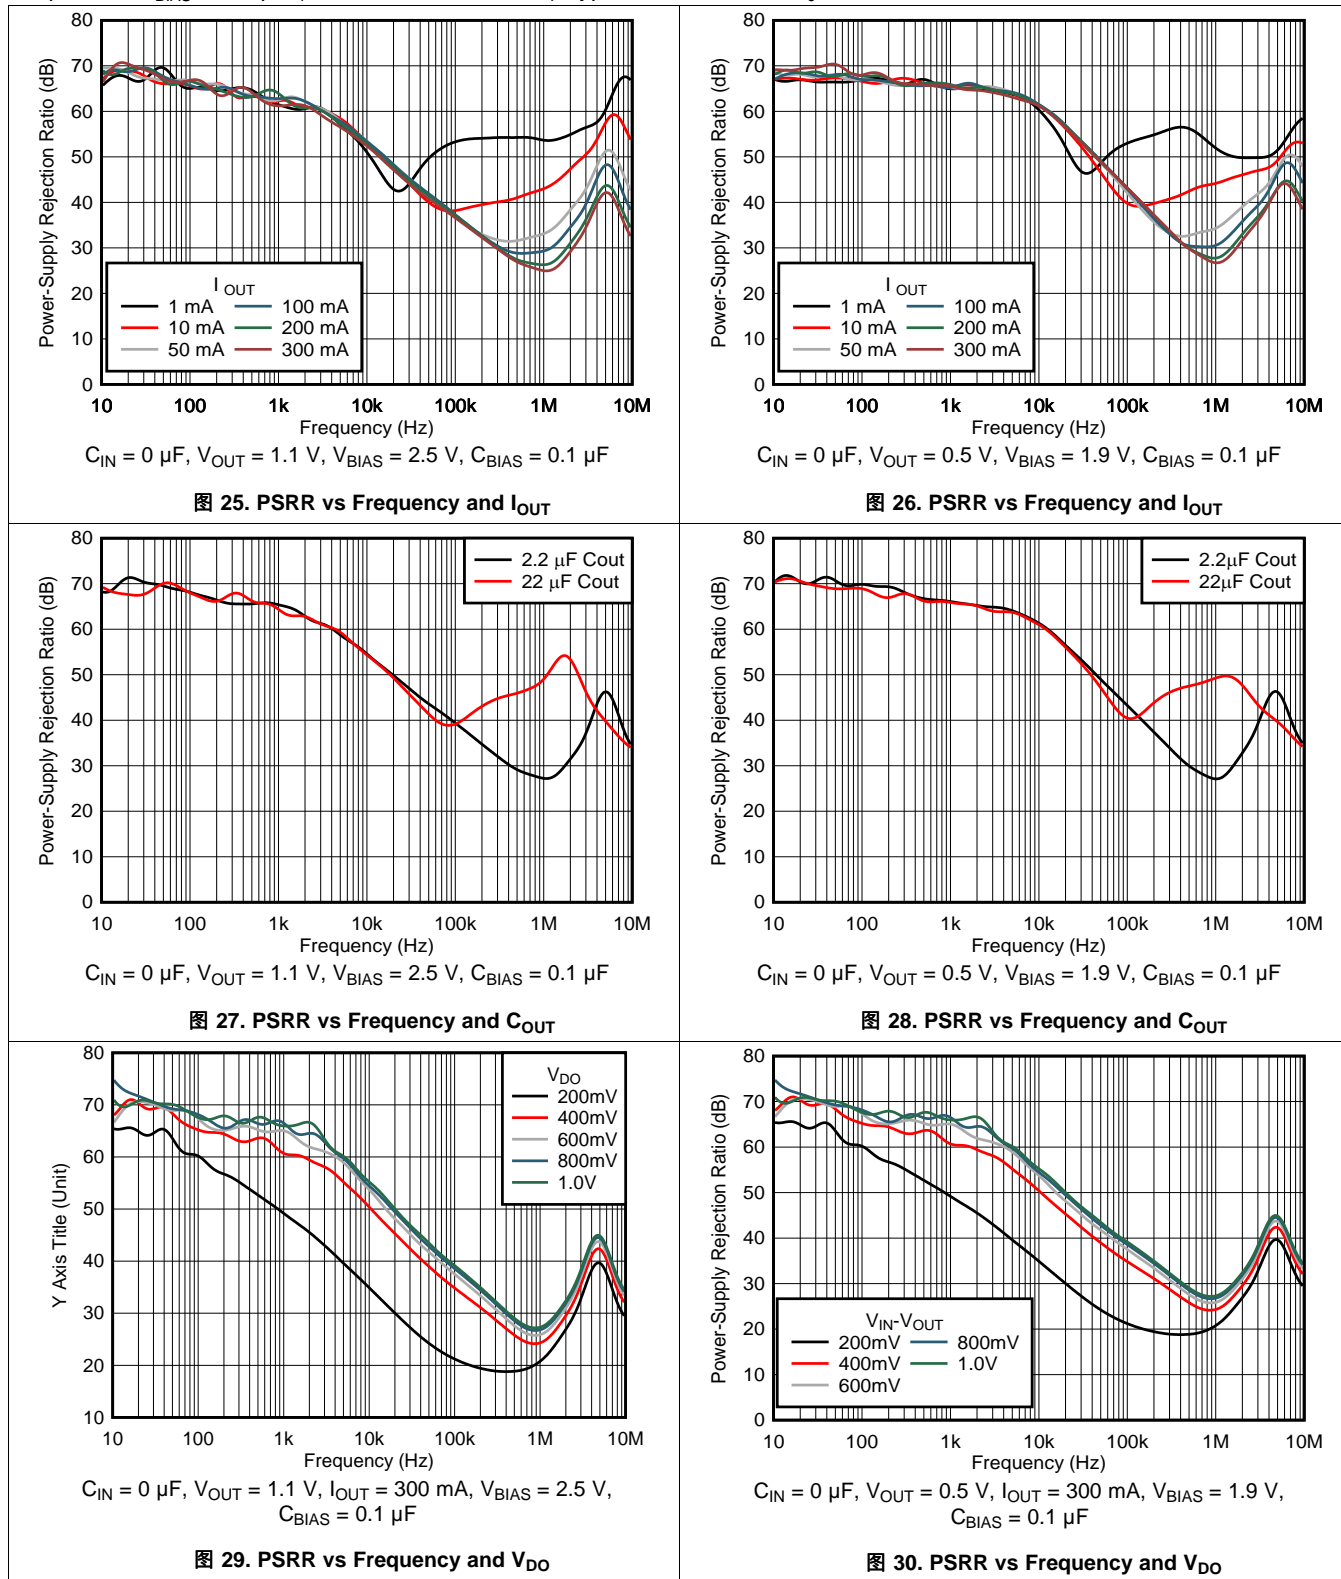 80
70
60
50
40
30
20
10
0
Power-Supply Rejection Ratio (dB)
I OUT
1 mA 100 mA
10 mA 200 mA
50 mA 300 mA
10 100 1k 10k 100k 1M 10M
Frequency (Hz)
CIN = 0 µF, VOUT = 1.1 V, VBIAS = 2.5 V, CBIAS = 0.1 µF
图 25. PSRR vs Frequency and IOUT
80
70
60
50
40
30
20
10
0
Power-Supply Rejection Ratio (dB)
I OUT
1 mA 100 mA
10 mA 200 mA
50 mA 300 mA
10 100 1k 10k 100k 1M 10M
Frequency (Hz)
CIN = 0 µF, VOUT = 0.5 V, VBIAS = 1.9 V, CBIAS = 0.1 µF
图 26. PSRR vs Frequency and IOUT
80
70
60
50
40
30
20
10
0
Power-Supply Rejection Ratio (dB)
2.2 µF Cout
22 µF Cout
10 100 1k 10k 100k 1M 10M
Frequency (Hz)
CIN = 0 µF, VOUT = 1.1 V, VBIAS = 2.5 V, CBIAS = 0.1 µF
图 27. PSRR vs Frequency and COUT
80
70
60
50
40
30
20
10
0
Power-Supply Rejection Ratio (dB)
2.2µF Cout
22µF Cout
10 100 1k 10k 100k 1M 10M
Frequency (Hz)
CIN = 0 µF, VOUT = 0.5 V, VBIAS = 1.9 V, CBIAS = 0.1 µF
图 28. PSRR vs Frequency and COUT
80
70
60
50
40
30
20
10
Y Axis Title (Unit)
VDO
200mV
400mV
600mV
800mV
1.0V
10 100 1k 10k 100k 1M 10M
Frequency (Hz)
CIN = 0 µF, VOUT = 1.1 V, IOUT = 300 mA, VBIAS = 2.5 V,
CBIAS = 0.1 µF
图 29. PSRR vs Frequency and VDO
80
70
60
50
40
30
20
10
0
Power-Supply Rejection Ratio (dB)
VIN-VOUT
200mV 800mV
400mV 1.0V
600mV
10 100 1k 10k 100k 1M 10M
Frequency (Hz)
CIN = 0 µF, VOUT = 0.5 V, IOUT = 300 mA, VBIAS = 1.9 V,
CBIAS = 0.1 µF
图 30. PSRR vs Frequency and VDO